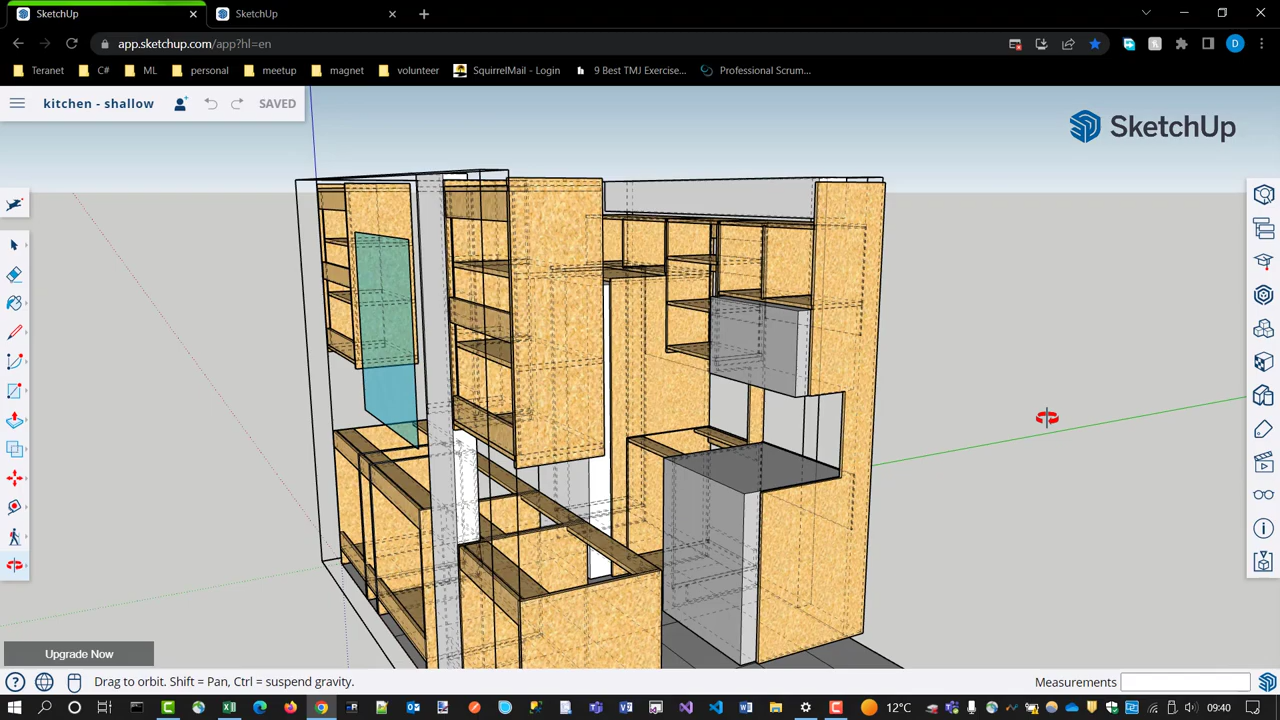 SketchUp
SketchUp
app.sketchup.com/app?hl=en
Teranet
C#
ML
personal
meetup
magnet
volunteer
SquirrelMail - Login
9 Best TMJ Exercise...
Professional Scrum...
kitchen - shallow
SAVED
SketchUp
Upgrade Now
Drag to orbit. Shift = Pan, Ctrl = suspend gravity.
Measurements
12°C
09:40